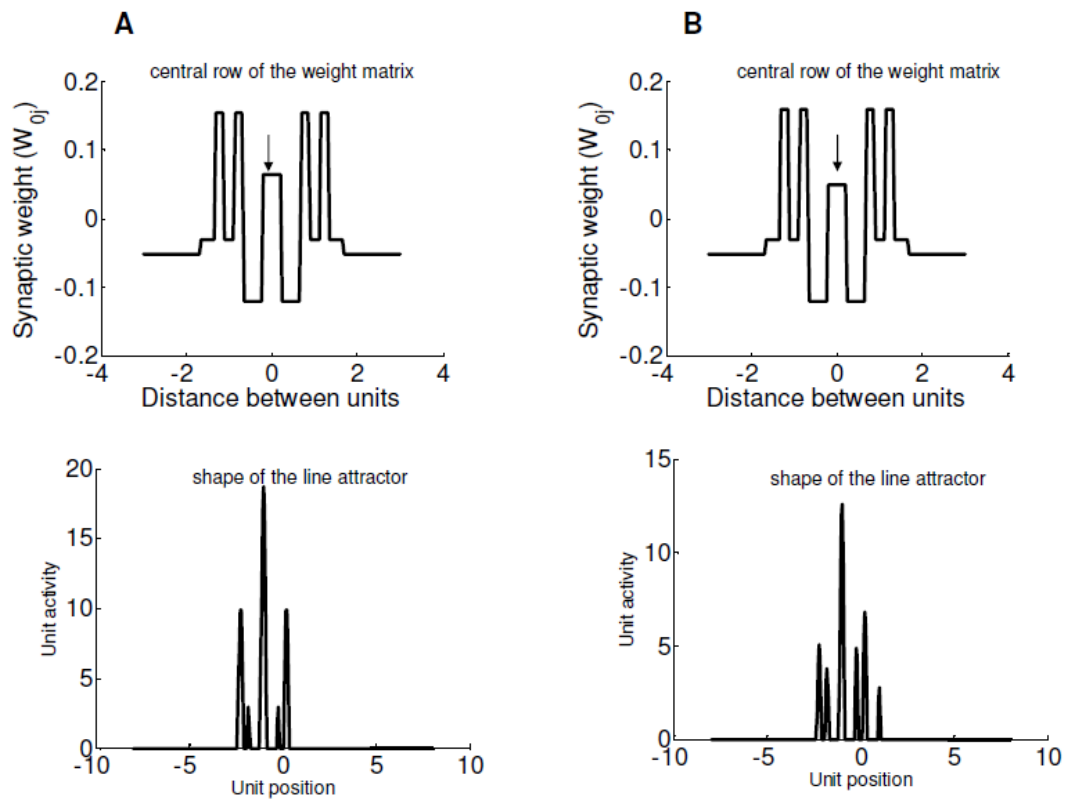 A
central row of the weight matrix
Synaptic weight (W0j)
0.2
0.1
0
-0.1
-0.2
-4
-2
0
2
4
Distance between units
B
central row of the weight matrix
Synaptic weight (W0j)
0.2
0.1
0
-0.1
-0.2
-4
-2
0
2
4
Distance between units
shape of the line attractor
Unit activity
20
15
10
5
0
-10
-5
0
5
10
Unit position
shape of the line attractor
Unit activity
15
10
5
0
-10
-5
0
5
10
Unit position